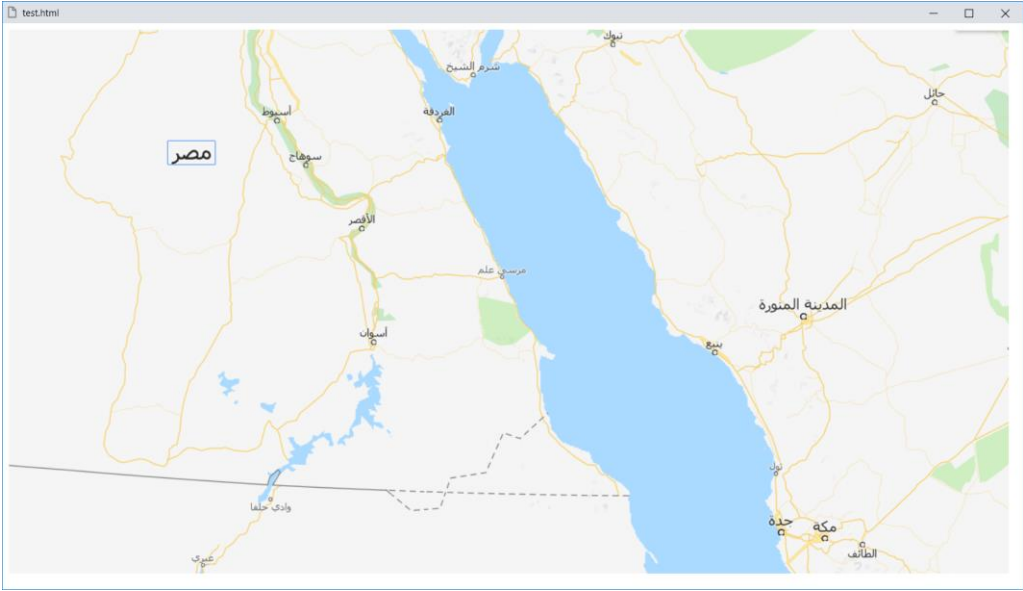 test.html
تبوك
شرم الشيخ
حائل
أسيوط
الغردقة
مصر
سوهاج
الأقصر
مرسى علم
المدينة المنورة
أسوان
ينبع
ثول
وادي حلفا
جدة
مكة
الطائف
عبري